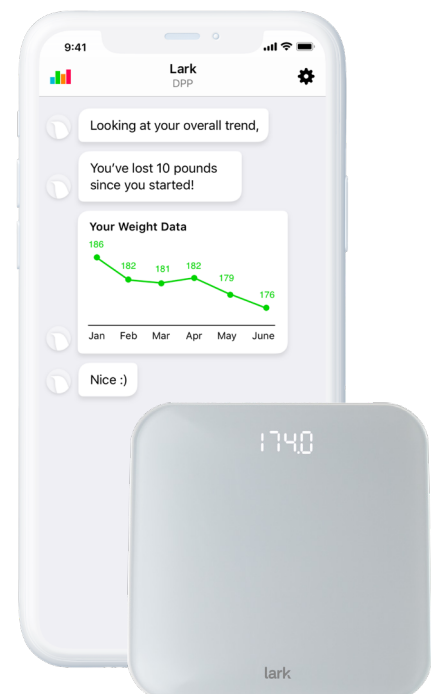 9:41
Lark
DPP
Looking at your overall trend,
You've lost 10 pounds
since you started!
Your Weight Data
186
182
181
182
179
176
Jan Feb Mar Apr May June
Nice :)
174.0
lark